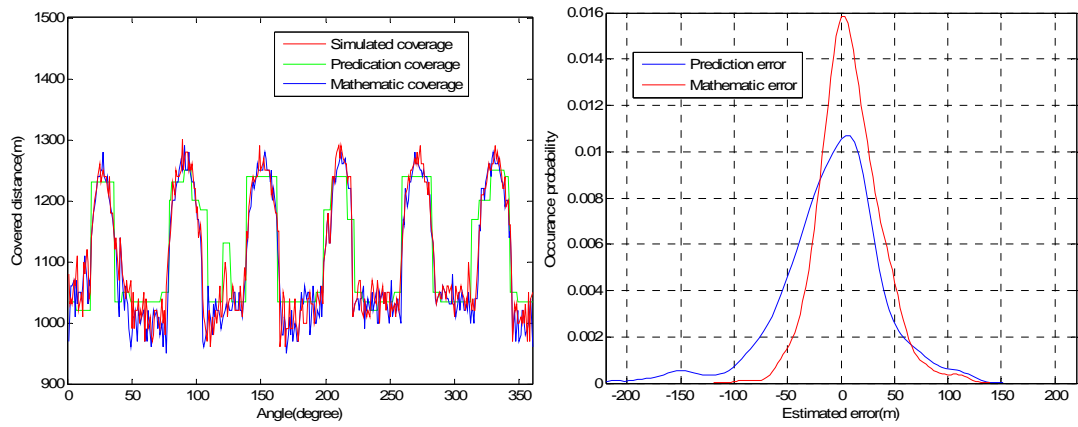 1500
1400
1300
1200
1100
1000
900
Covered distance(m)
Simulated coverage
Predication coverage
Mathematic coverage
0 50 100 150 200 250 300 350
Angle(degree)
0.016
0.014
0.012
0.01
0.008
0.006
0.004
0.002
0
Occurance probability
Prediction error
Mathematic error
-200 -150 -100 -50 0 50 100 150 200
Estimated error(m)